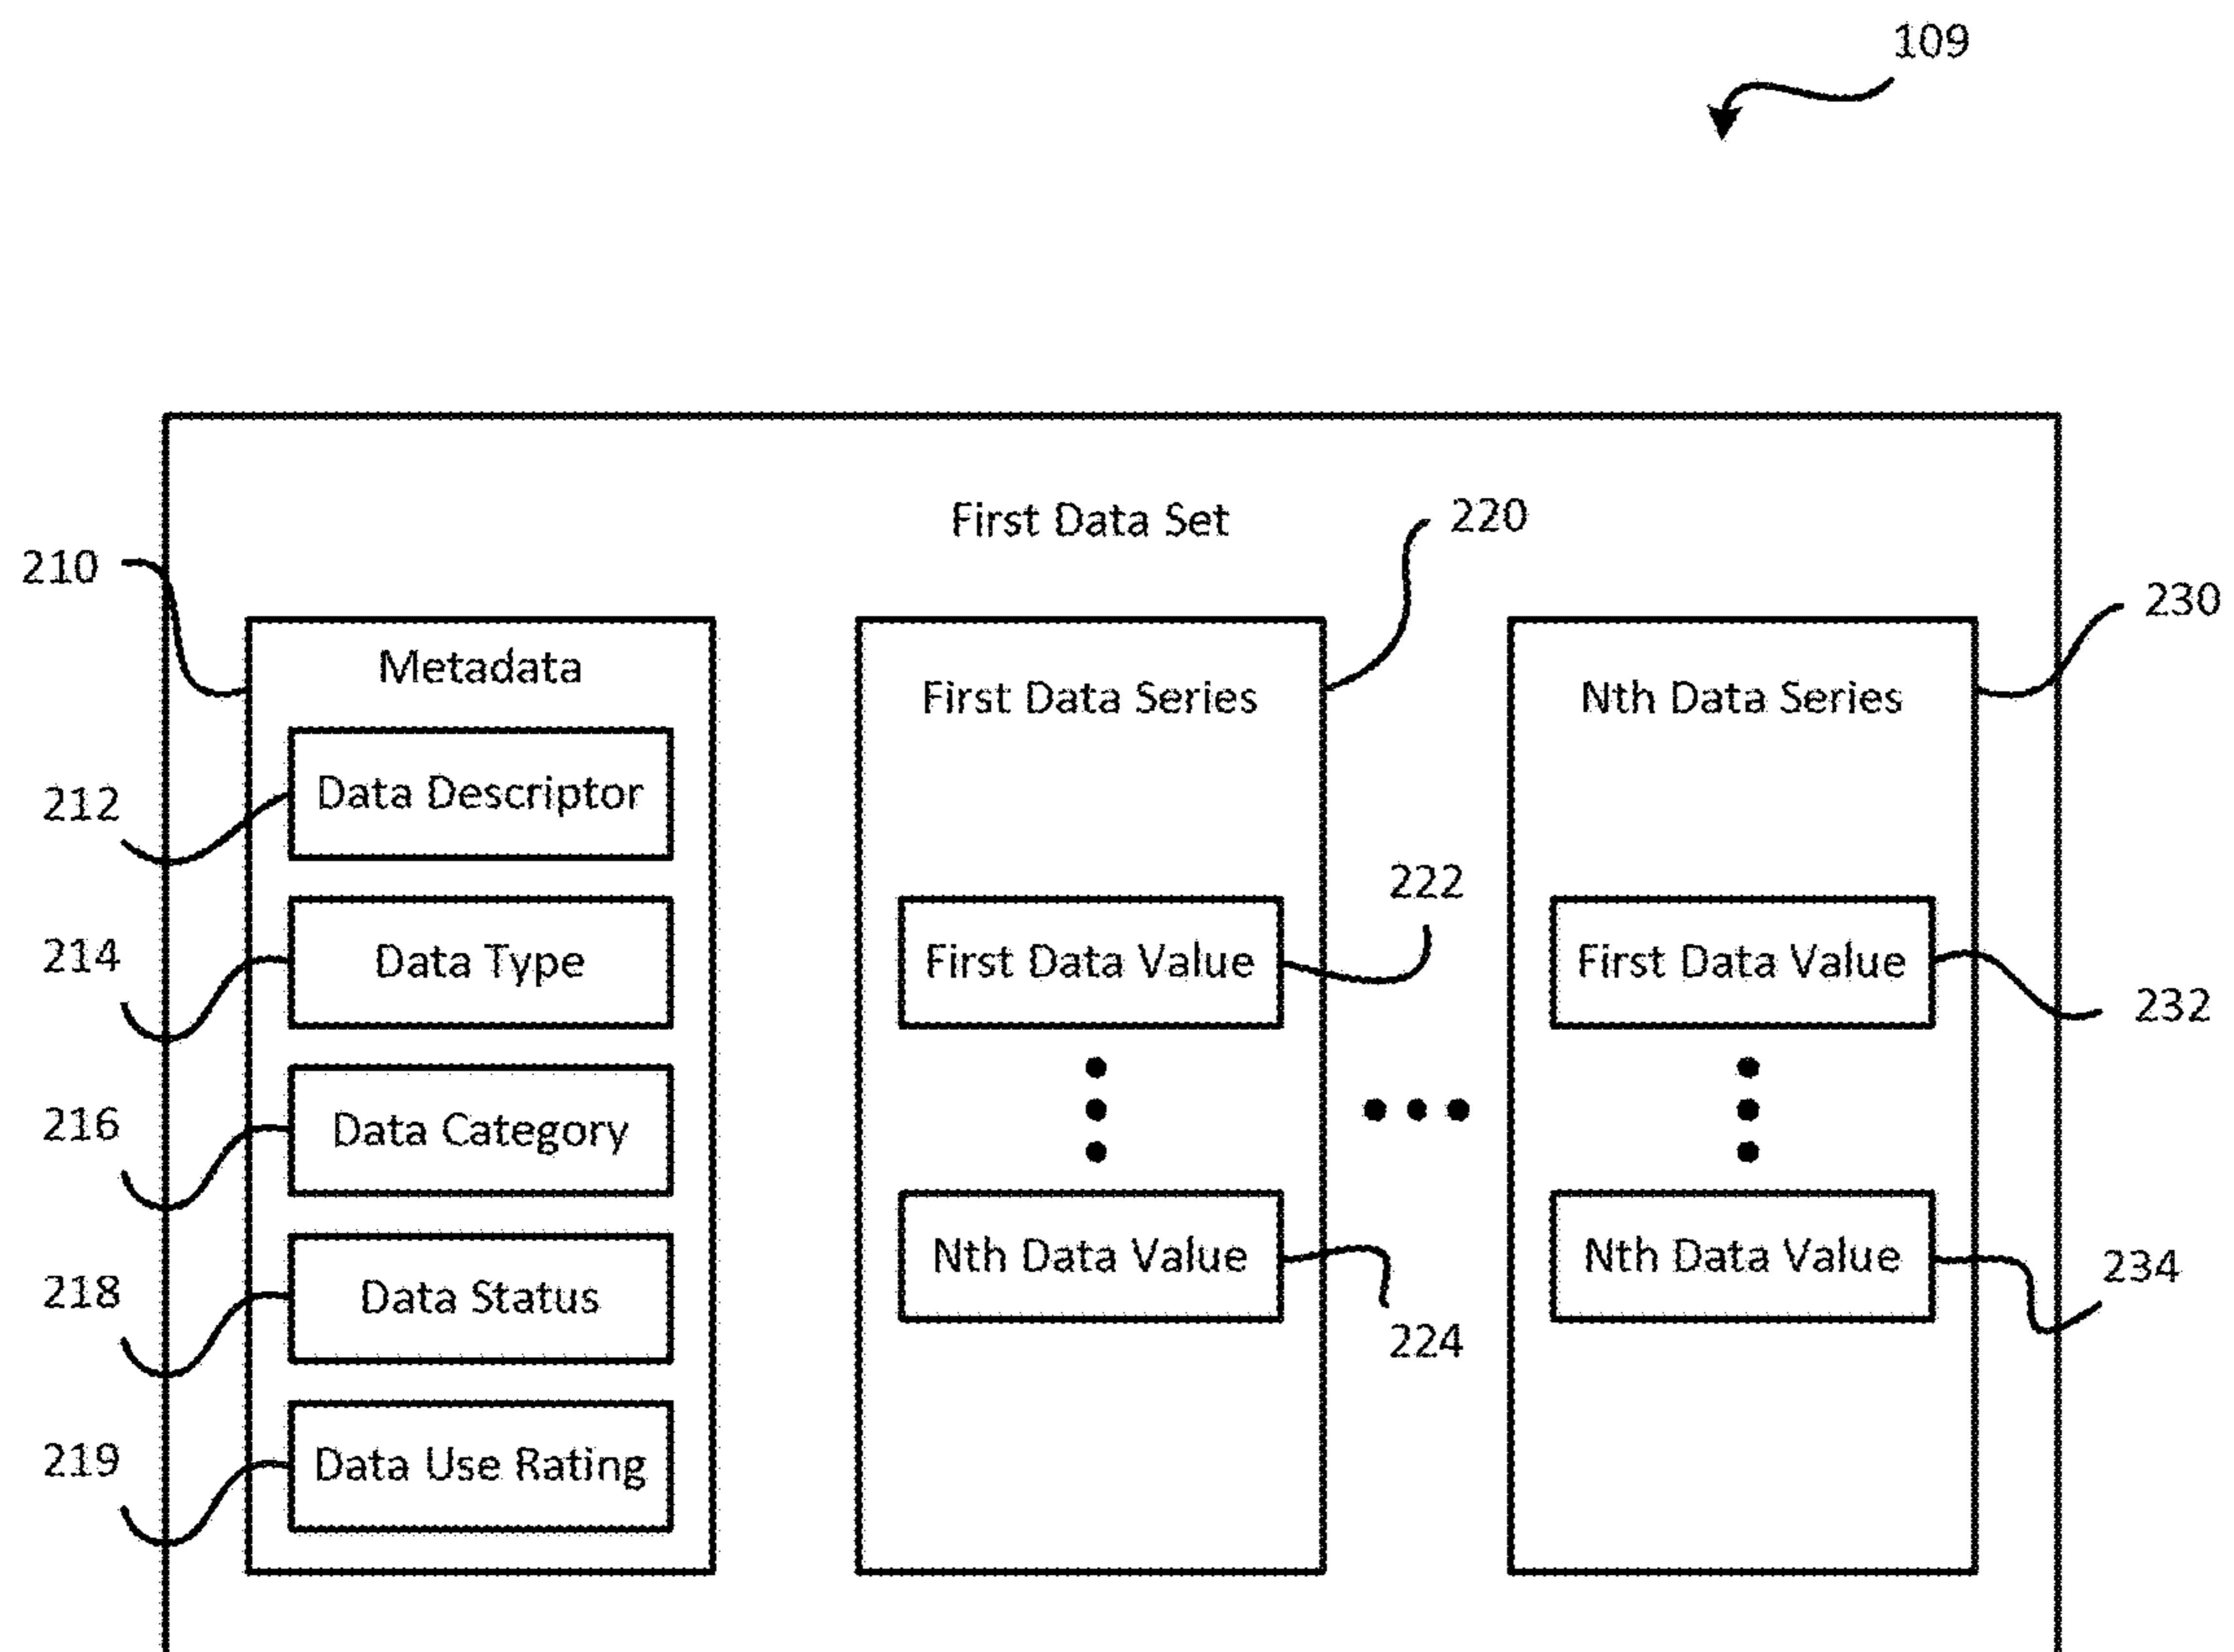 109
First Data Set
220
210
230
Metadata
First Data Series
Nth Data Series
212
Data Descriptor
222
214
Data Type
First Data Value
First Data Value
232
216
Data Category
218
Data Status
Nth Data Value
Nth Data Value
234
224
219
Data Use Rating